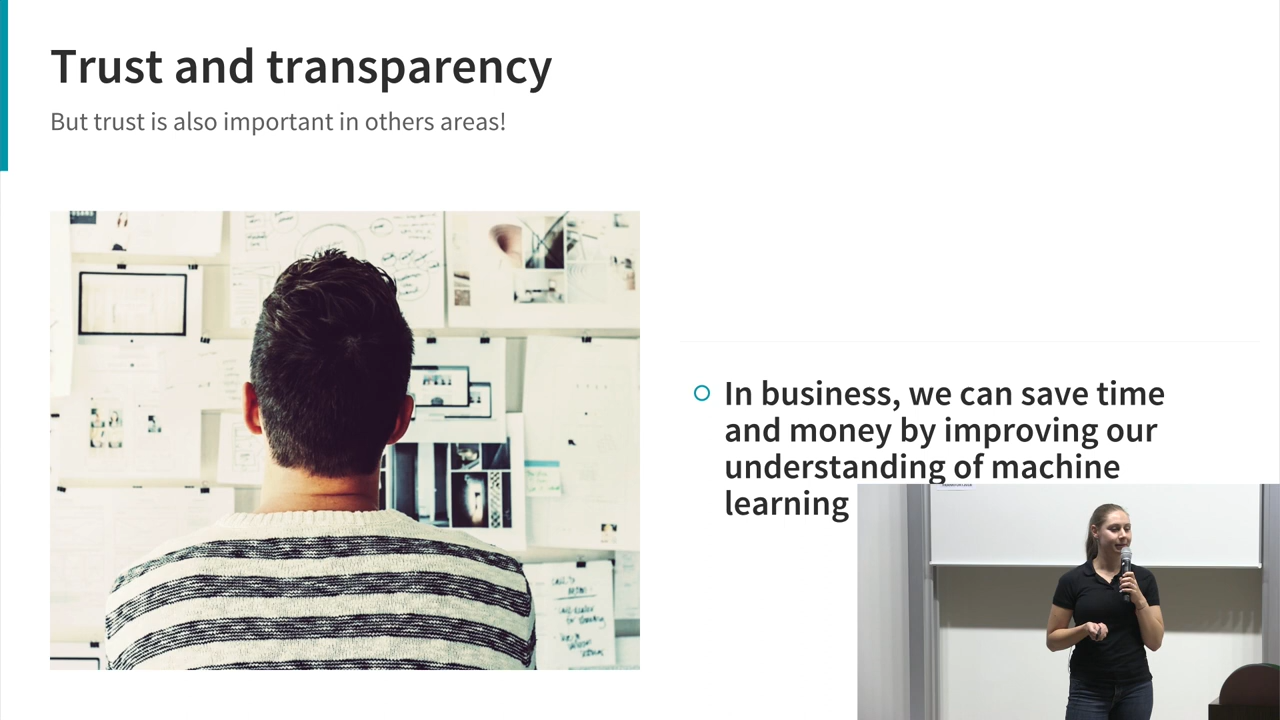 Trust and transparency
But trust is also important in others areas!
In business, we can save time
and money by improving our
understanding of machine
learning